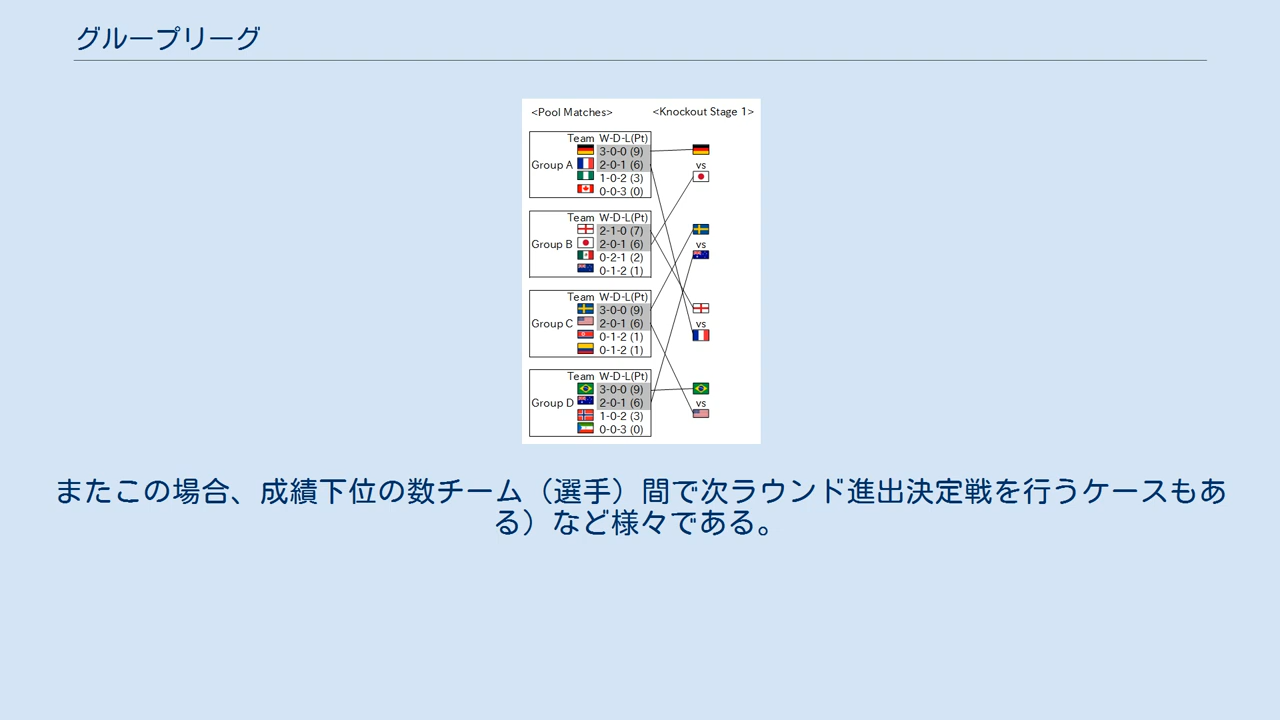 グループリーグ
<Pool Matches> <Knockout Stage 1>
Team W-D-L(Pt)
3-0-0 (9)
Group A 2-0-1 (6)
1-0-2 (3)
0-0-3 (0)
vs
Team W-D-L(Pt)
2-1-0 (7)
Group B 2-0-1 (6)
0-2-1 (2)
0-1-2 (1)
vs
Team W-D-L(Pt)
3-0-0 (9)
Group C 2-0-1 (6)
0-1-2 (1)
0-1-2 (1)
vs
Team W-D-L(Pt)
3-0-0 (9)
Group D 2-0-1 (6)
1-0-2 (3)
0-0-3 (0)
vs
またこの場合、成績下位の数チーム（選手）間で次ラウンド進出決定戦を行うケースもあ
る）など様々である。